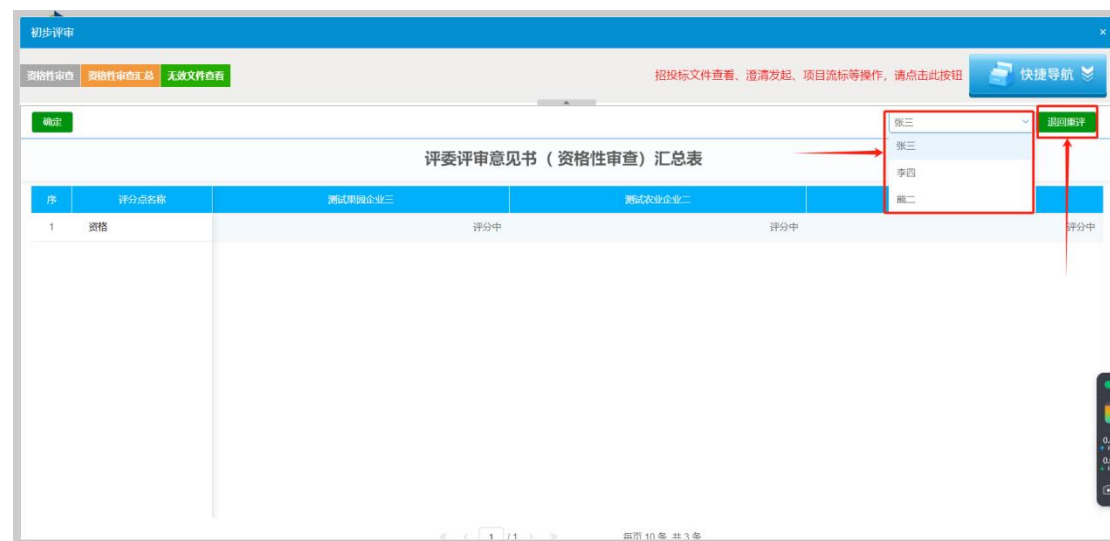 初步评审
×
资格性审查 资格性审查汇总 无效文件查看
招投标文件查看、澄清发起、项目流标等操作，请点击此按钮
快捷导航
确定
张三
退回重评
张三
李四
熊二
评委评审意见书（资格性审查）汇总表
序 评分点名称 测试果园企业三 测试农业企业二
1 资格 评分中 评分中 评分中
« ‹ 1 /1 › » 每页 10 条 共 3 条